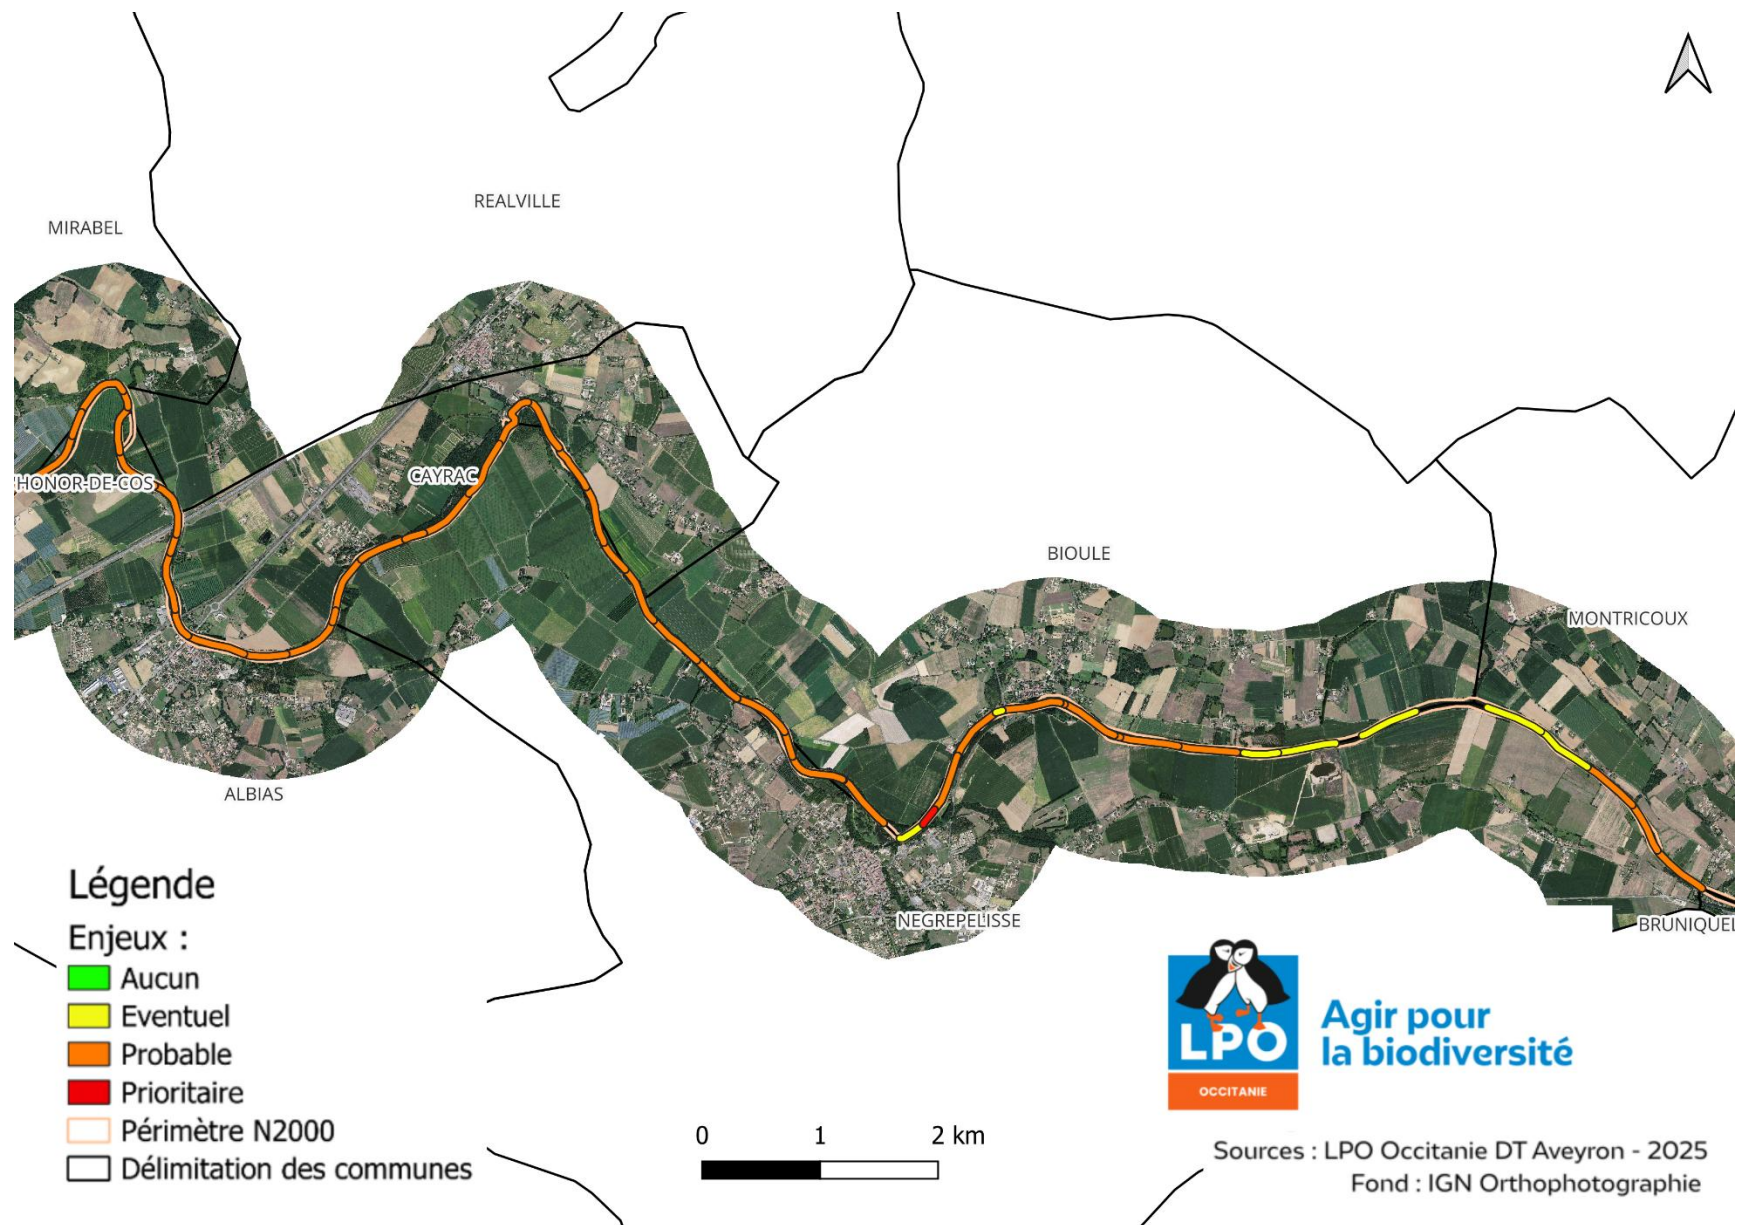 REALVILLE
MIRABEL
HONOR-DE-COS
CAYRAC
BIOULE
MONTRICOUX
ALBIAS
NEGREPELISSE
BRUNIQUEL
Légende
Enjeux :
Aucun
Eventuel
Probable
Prioritaire
Périmètre N2000
Délimitation des communes
0 1 2 km
LPO
OCCITANIE
Agir pour
la biodiversité
Sources : LPO Occitanie DT Aveyron - 2025
Fond : IGN Orthophotographie